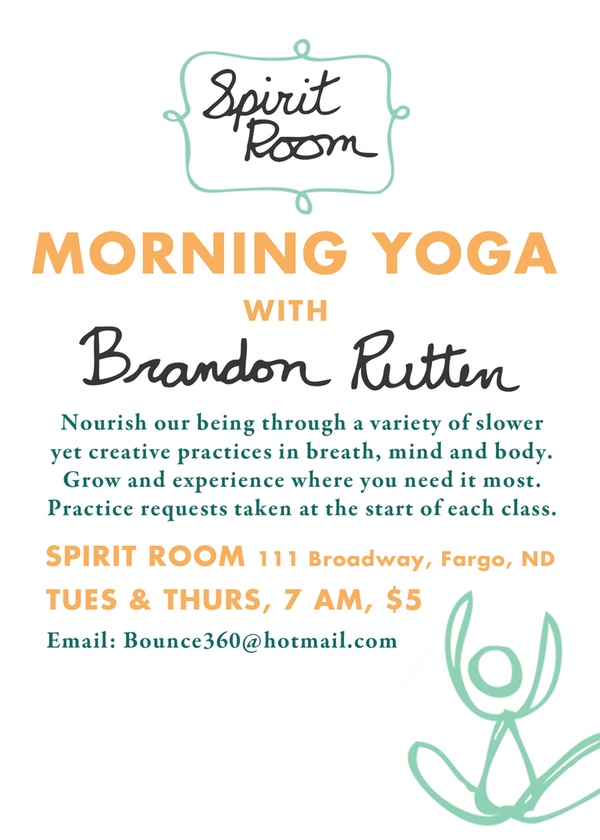 Spirit
Room
MORNING YOGA
WITH
Brandon Rutten
Nourish our being through a variety of slower
yet creative practices in breath, mind and body.
Grow and experience where you need it most.
Practice requests taken at the start of each class.
SPIRIT ROOM 111 Broadway, Fargo, ND
TUES & THURS, 7 AM, $5
Email: Bounce360@hotmail.com